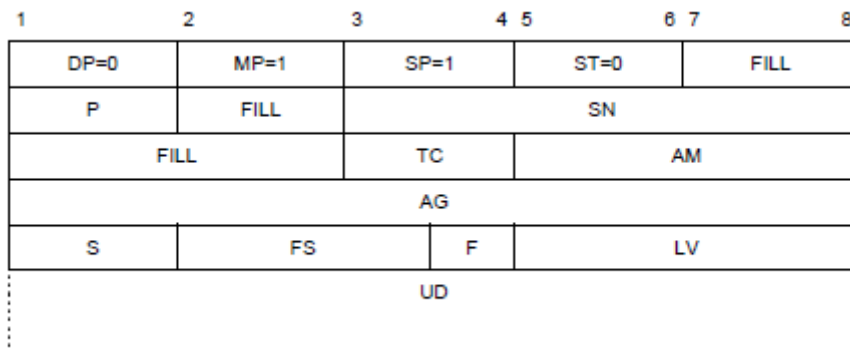 1 2 3 4 5 6 7 8
DP=0 MP=1 SP=1 ST=0 FILL
P FILL SN
FILL TC AM
AG
S FS F LV
UD